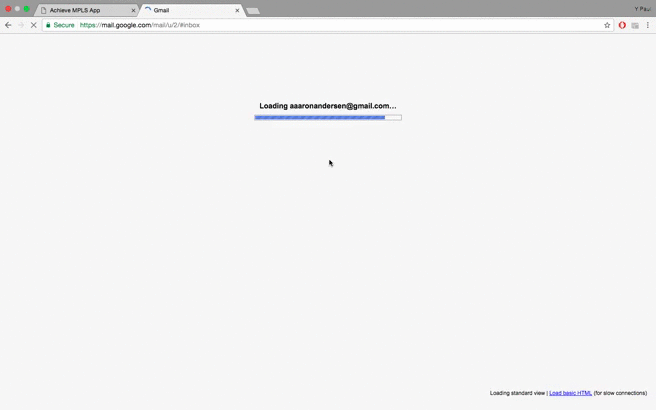 Achieve MPLS App
Gmail
Y Paul
Secure https://mail.google.com/mail/u/2/#inbox
Loading aaaronandersen@gmail.com…
Loading standard view | Load basic HTML (for slow connections)